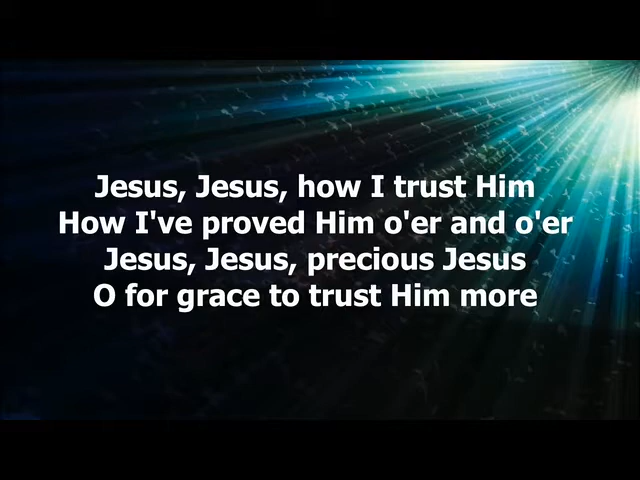 Jesus, Jesus, how I trust Him
How I've proved Him o'er and o'er
Jesus, Jesus, precious Jesus
O for grace to trust Him more